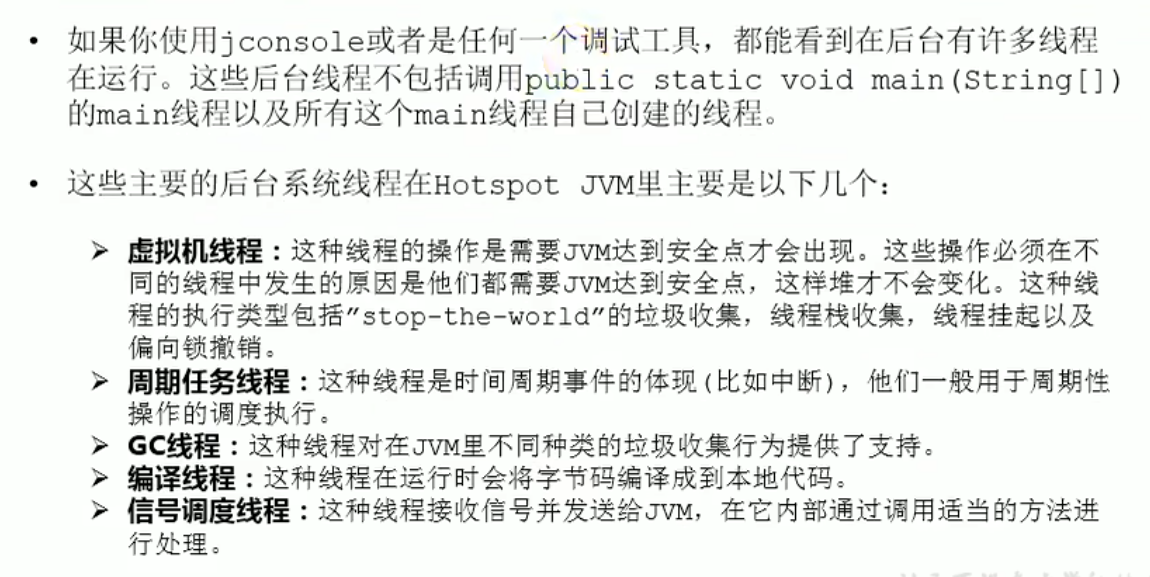 • 如果你使用jconsole或者是任何一个调试工具，都能看到在后台有许多线程
在运行。这些后台线程不包括调用public static void main(String[])
的main线程以及所有这个main线程自己创建的线程。
• 这些主要的后台系统线程在Hotspot JVM里主要是以下几个：
➢ 虚拟机线程：这种线程的操作是需要JVM达到安全点才会出现。这些操作必须在不
同的线程中发生的原因是他们都需要JVM达到安全点，这样堆才不会变化。这种线
程的执行类型包括"stop-the-world"的垃圾收集，线程栈收集，线程挂起以及
偏向锁撤销。
➢ 周期任务线程：这种线程是时间周期事件的体现(比如中断)，他们一般用于周期性
操作的调度执行。
➢ GC线程：这种线程对在JVM里不同种类的垃圾收集行为提供了支持。
➢ 编译线程：这种线程在运行时会将字节码编译成到本地代码。
➢ 信号调度线程：这种线程接收信号并发送给JVM，在它内部通过调用适当的方法进
行处理。